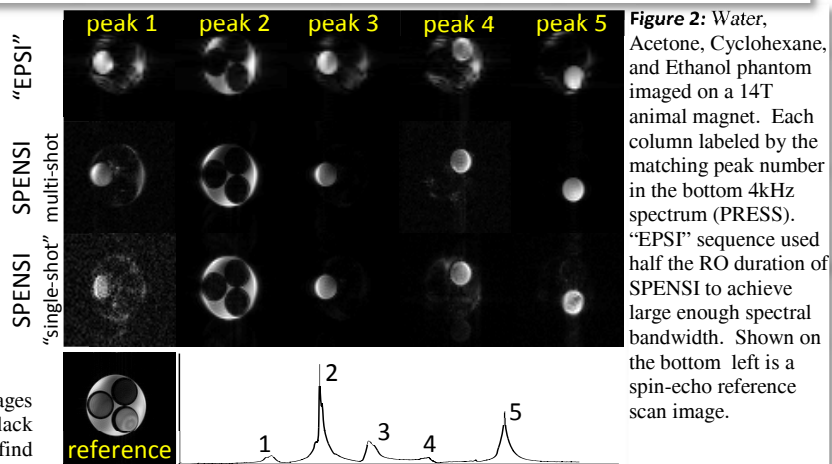 peak 1 peak 2 peak 3 peak 4 peak 5
"EPSI"
SPENSI
multi-shot
SPENSI
"single-shot"
reference
1
2
3
4
5
Figure 2: Water,
Acetone, Cyclohexane,
and Ethanol phantom
imaged on a 14T
animal magnet. Each
column labeled by the
matching peak number
in the bottom 4kHz
spectrum (PRESS).
“EPSI” sequence used
half the RO duration of
SPENSI to achieve
large enough spectral
bandwidth. Shown on
the bottom left is a
spin-echo reference
scan image.
ages
lack
find